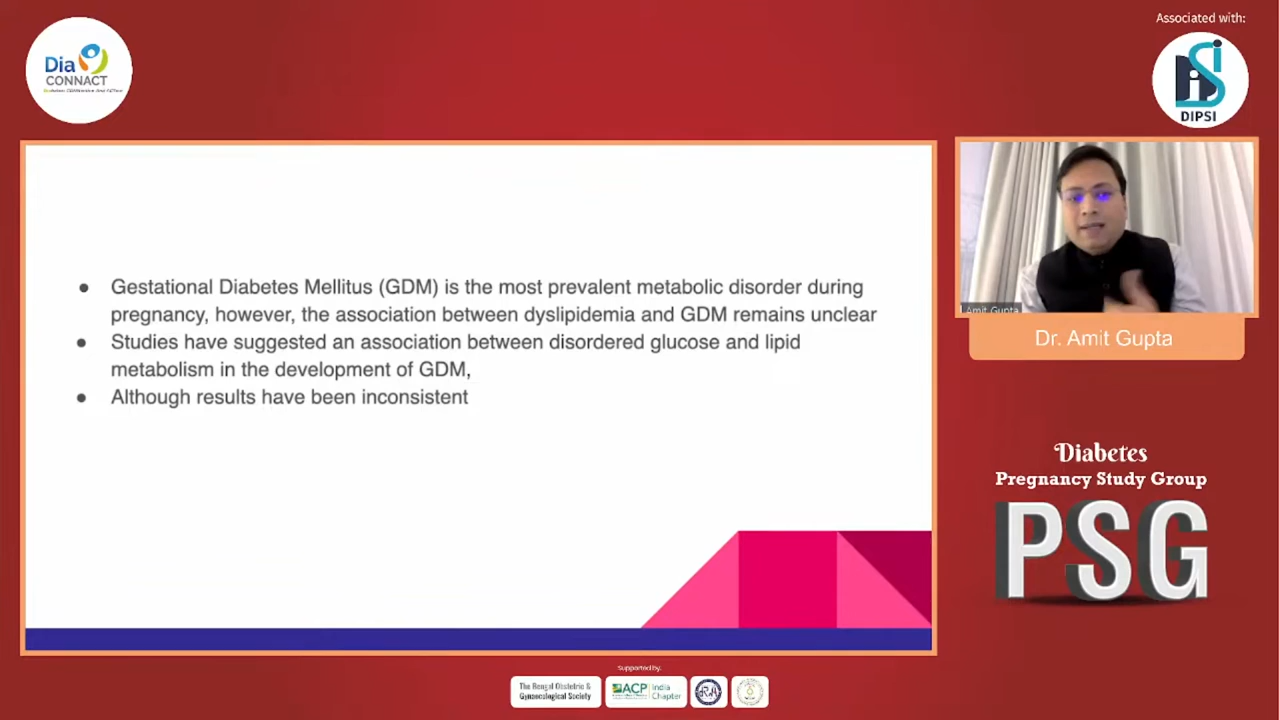 Dia
CONNACT
Associated with:
DIPSI
● Gestational Diabetes Mellitus (GDM) is the most prevalent metabolic disorder during
pregnancy, however, the association between dyslipidemia and GDM remains unclear
● Studies have suggested an association between disordered glucose and lipid
metabolism in the development of GDM,
● Although results have been inconsistent
Amit Gupta
Dr. Amit Gupta
Diabetes
Pregnancy Study Group
PSG
Supported by:
The Bengal Obstetric &
Gynaecological Society
ACP
India
Chapter